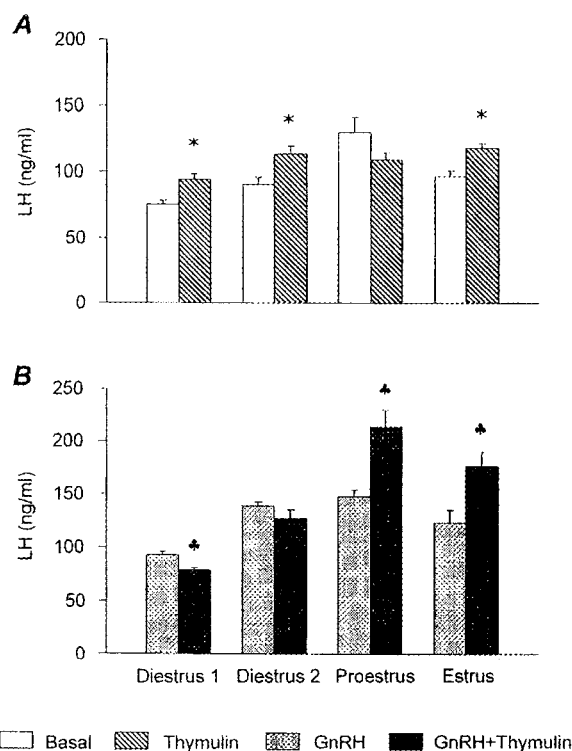 A
200
150
100
50
0
LH (ng/ml)
*
*
*
B
250
200
150
100
50
0
LH (ng/ml)
♣
♣
♣
Diestrus 1 Diestrus 2 Proestrus Estrus
Basal Thymulin GnRH GnRH+Thymulin